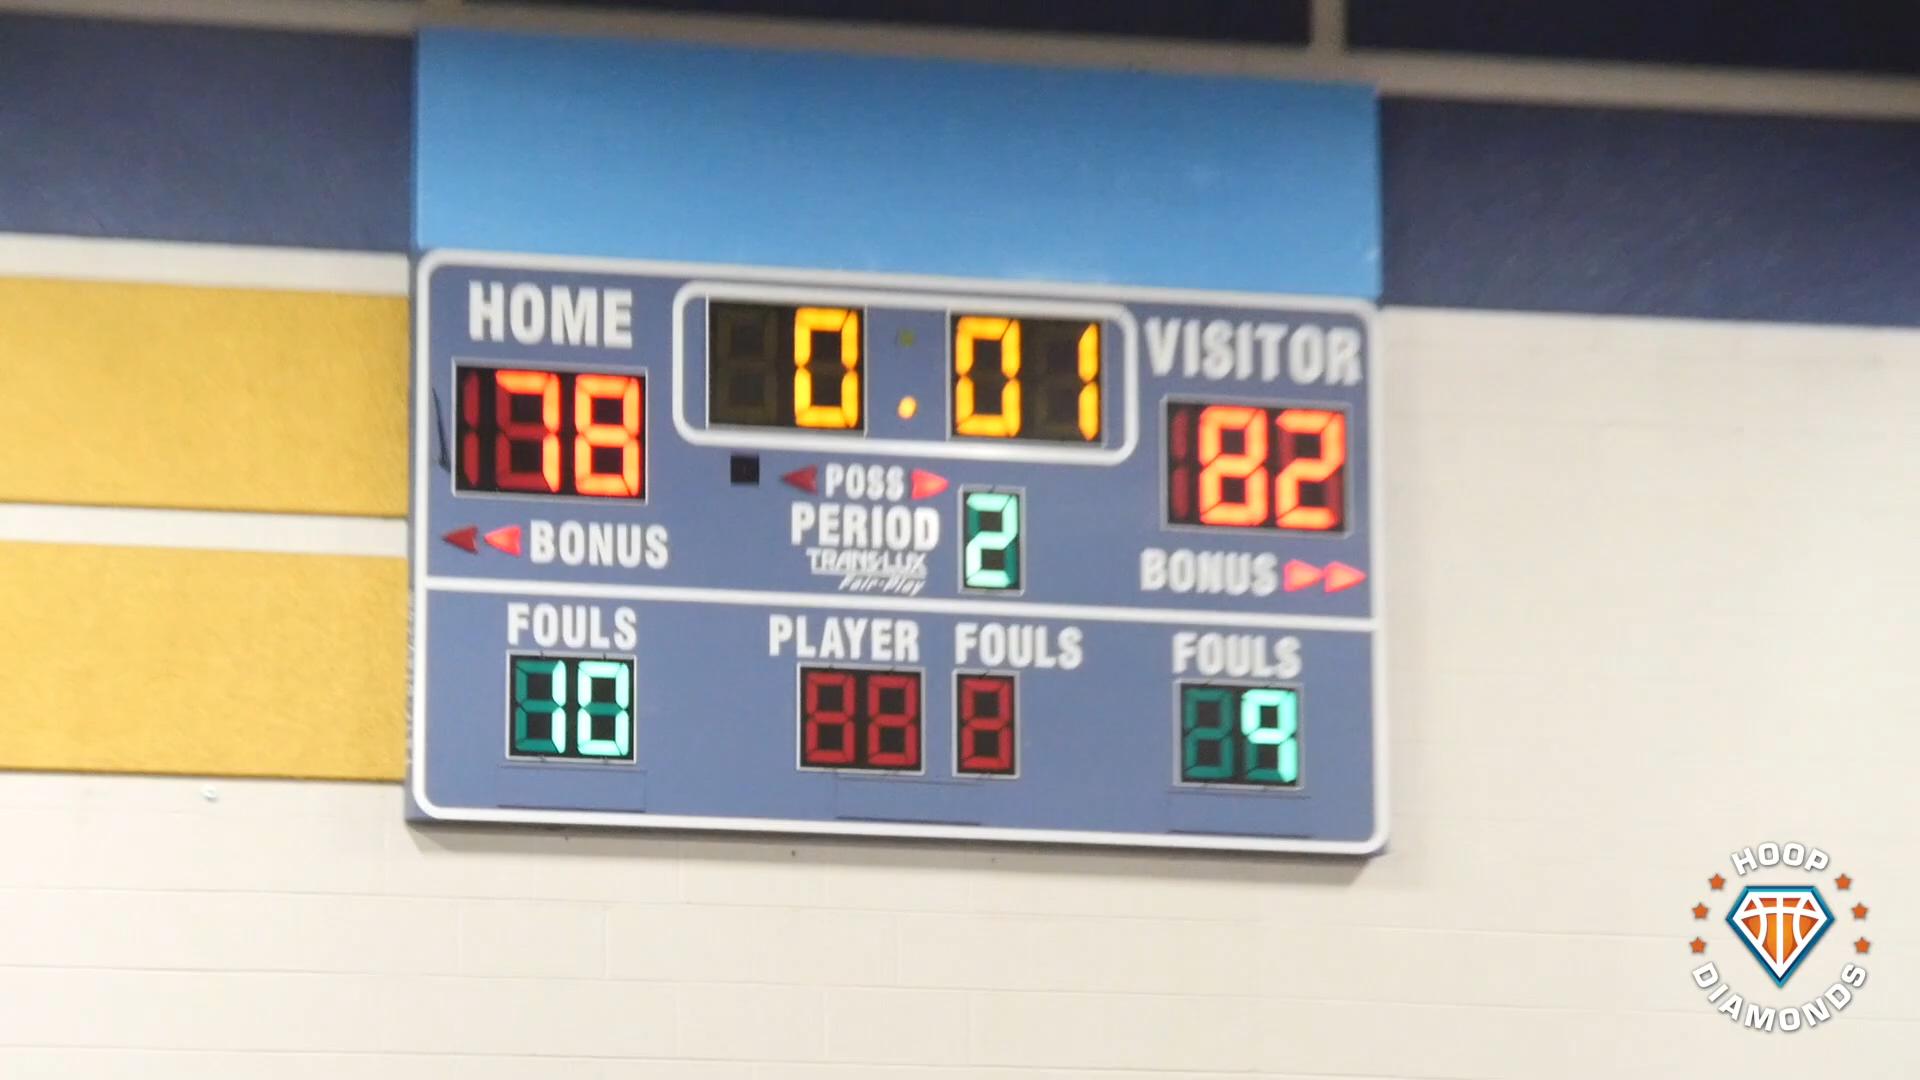 HOME
0.01
VISITOR
78
82
POSS
PERIOD
2
TRANS-LUX
Fair-Play
BONUS
BONUS
FOULS
PLAYER
FOULS
FOULS
10
9
HOOP
DIAMONDS